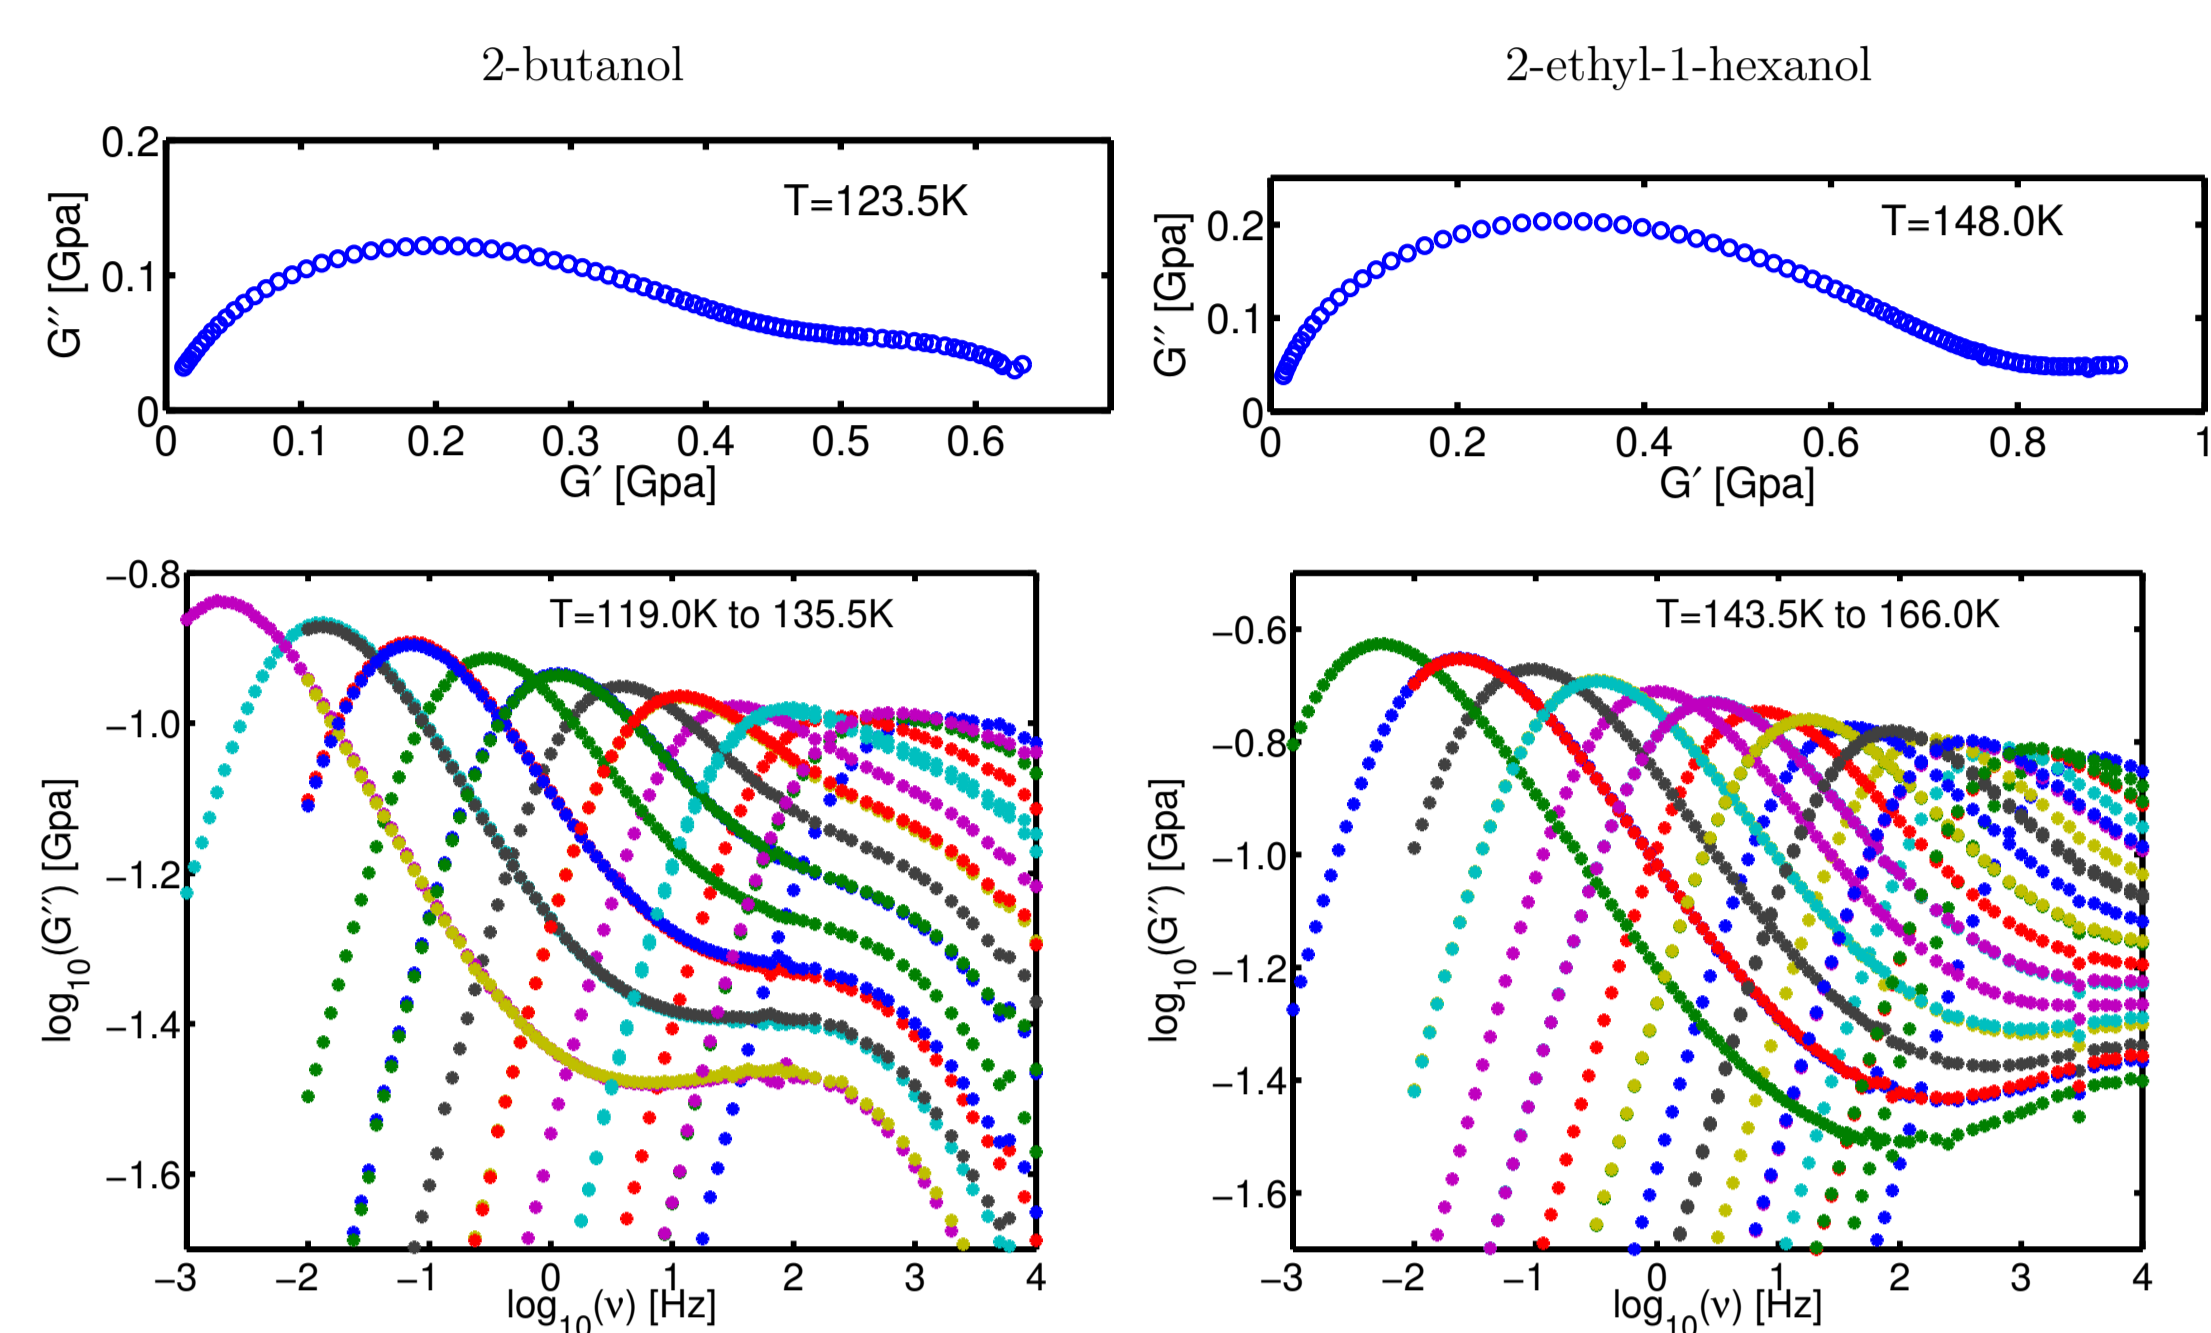 2-butanol
2-ethyl-1-hexanol
0.2
0.1
0
G″ [Gpa]
T=123.5K
0 0.1 0.2 0.3 0.4 0.5 0.6
G′ [Gpa]
0.2
0.1
0
G″ [Gpa]
T=148.0K
0 0.2 0.4 0.6 0.8 1
G′ [Gpa]
−0.8
−1.0
−1.2
−1.4
−1.6
log10(G″) [Gpa]
T=119.0K to 135.5K
−3 −2 −1 0 1 2 3 4
log10(ν) [Hz]
−0.6
−0.8
−1.0
−1.2
−1.4
−1.6
log10(G″) [Gpa]
T=143.5K to 166.0K
−3 −2 −1 0 1 2 3 4
log10(ν) [Hz]